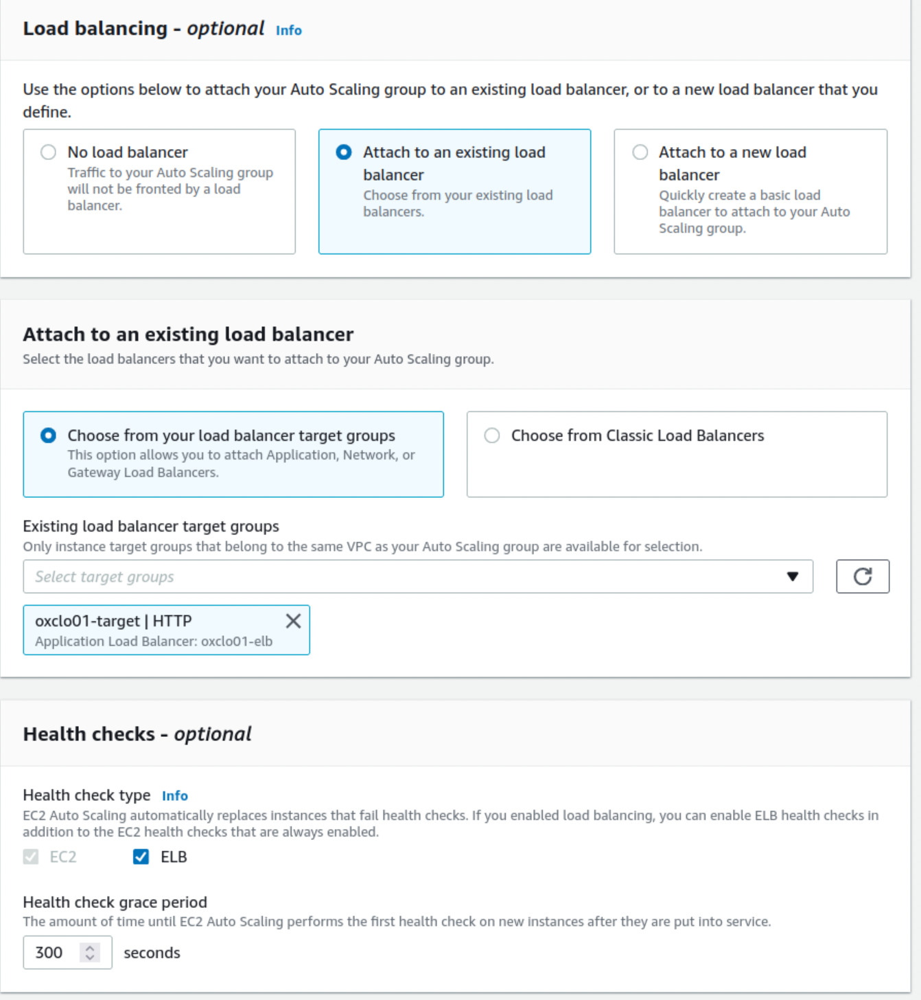 Load balancing - optional Info
Use the options below to attach your Auto Scaling group to an existing load balancer, or to a new load balancer that you
define.
No load balancer
Traffic to your Auto Scaling group
will not be fronted by a load
balancer.
Attach to an existing load
balancer
Choose from your existing load
balancers.
Attach to a new load
balancer
Quickly create a basic load
balancer to attach to your Auto
Scaling group.
Attach to an existing load balancer
Select the load balancers that you want to attach to your Auto Scaling group.
Choose from your load balancer target groups
This option allows you to attach Application, Network, or
Gateway Load Balancers.
Choose from Classic Load Balancers
Existing load balancer target groups
Only instance target groups that belong to the same VPC as your Auto Scaling group are available for selection.
Select target groups
oxclo01-target | HTTP
Application Load Balancer: oxclo01-elb
Health checks - optional
Health check type Info
EC2 Auto Scaling automatically replaces instances that fail health checks. If you enabled load balancing, you can enable ELB health checks in
addition to the EC2 health checks that are always enabled.
EC2 ELB
Health check grace period
The amount of time until EC2 Auto Scaling performs the first health check on new instances after they are put into service.
300 seconds